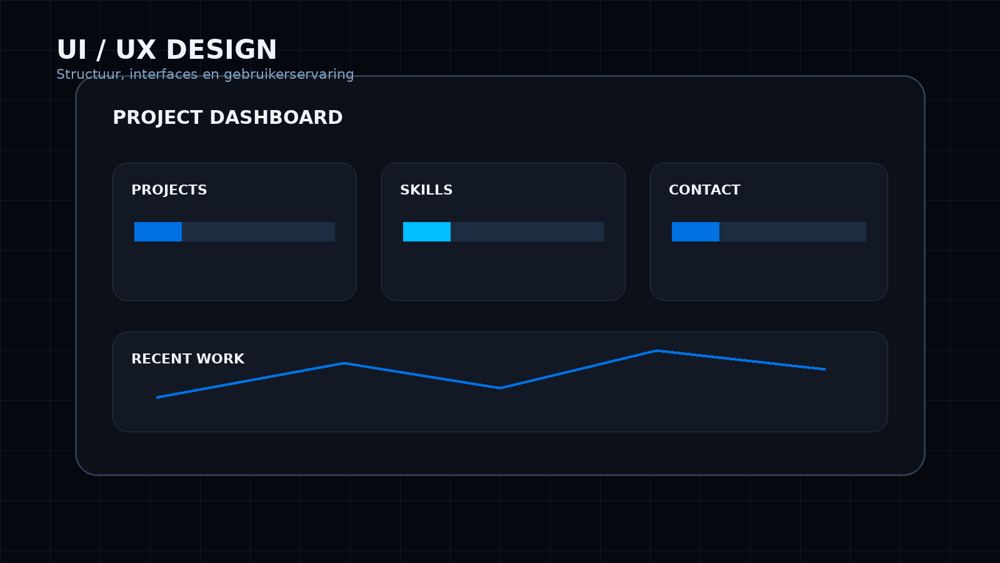 UI / UX DESIGN
Structuur, interfaces en gebruikerservaring
PROJECT DASHBOARD
PROJECTS
SKILLS
CONTACT
RECENT WORK